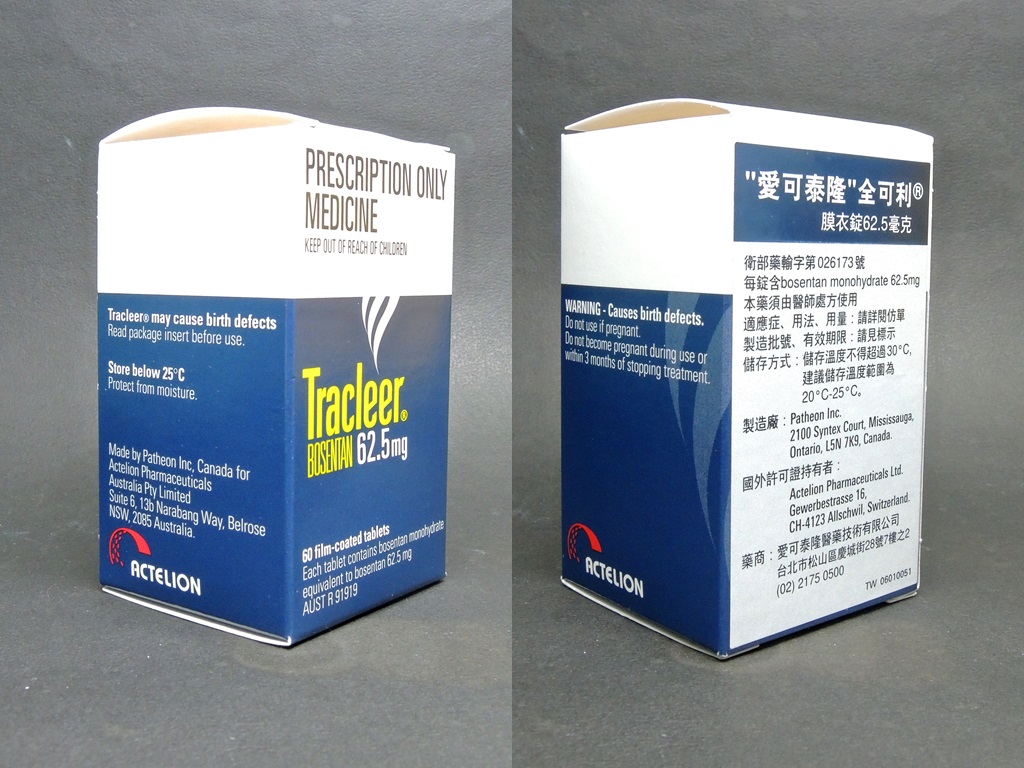 Tracleer® may cause birth defects
Read package insert before use.
Store below 25°C
Protect from moisture.
Made by Patheon Inc, Canada for
Actelion Pharmaceuticals
Australia Pty Limited
Suite 6, 13b Narabang Way, Belrose
NSW, 2085 Australia.
ACTELION
PRESCRIPTION ONLY
MEDICINE
KEEP OUT OF REACH OF CHILDREN
Tracleer®
BOSENTAN 62.5mg
60 film-coated tablets
Each tablet contains bosentan monohydrate
equivalent to bosentan 62.5 mg
AUST R 91919
WARNING - Causes birth defects.
Do not use if pregnant.
Do not become pregnant during use or
within 3 months of stopping treatment.
ACTELION
"愛可泰隆"全可利®
膜衣錠62.5毫克
衛部藥輸字第026173號
每錠含bosentan monohydrate 62.5mg
本藥須由醫師處方使用
適應症、用法、用量：請詳閱仿單
製造批號、有效期限：請見標示
儲存方式：儲存溫度不得超過30°C,
建議儲存溫度範圍為
20°C-25°C。
製造廠：Patheon Inc.
2100 Syntex Court, Mississauga,
Ontario, L5N 7K9, Canada.
國外許可證持有者：
Actelion Pharmaceuticals Ltd.
Gewerbestrasse 16,
CH-4123 Allschwil, Switzerland.
藥商：愛可泰隆醫藥技術有限公司
台北市松山區慶城街28號7樓之2
(02) 2175 0500
TW 06010051